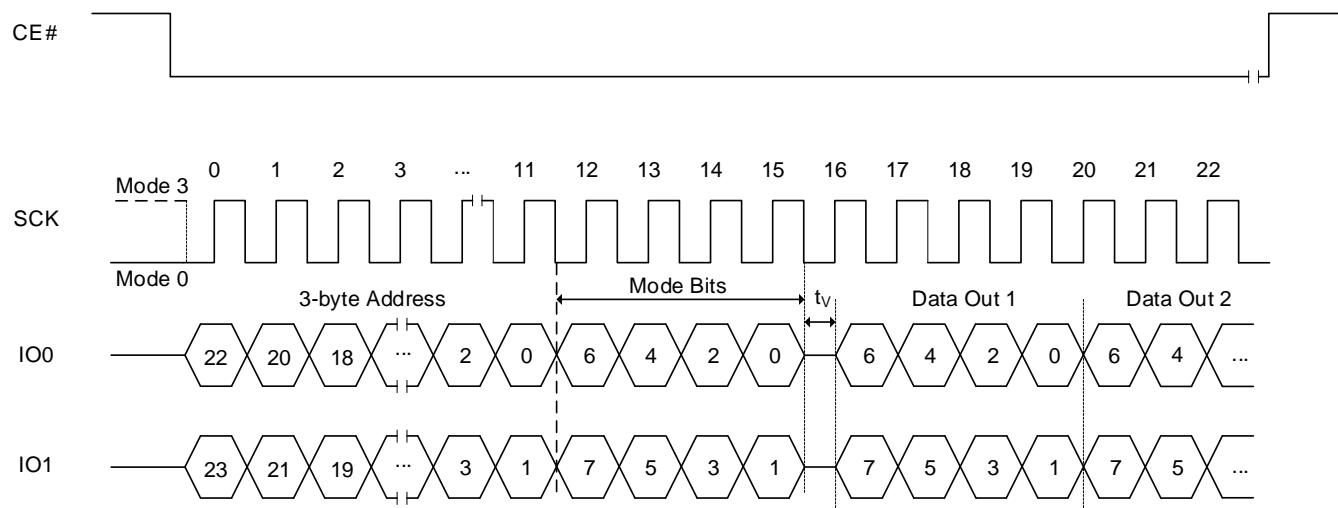 CE#
0 1 2 3 ... 11 12 13 14 15 16 17 18 19 20 21 22
Mode 3
SCK
Mode 0
3-byte Address Mode Bits tV Data Out 1 Data Out 2
IO0 22 20 18 ... 2 0 6 4 2 0 6 4 2 0 6 4 ...
IO1 23 21 19 ... 3 1 7 5 3 1 7 5 3 1 7 5 ...